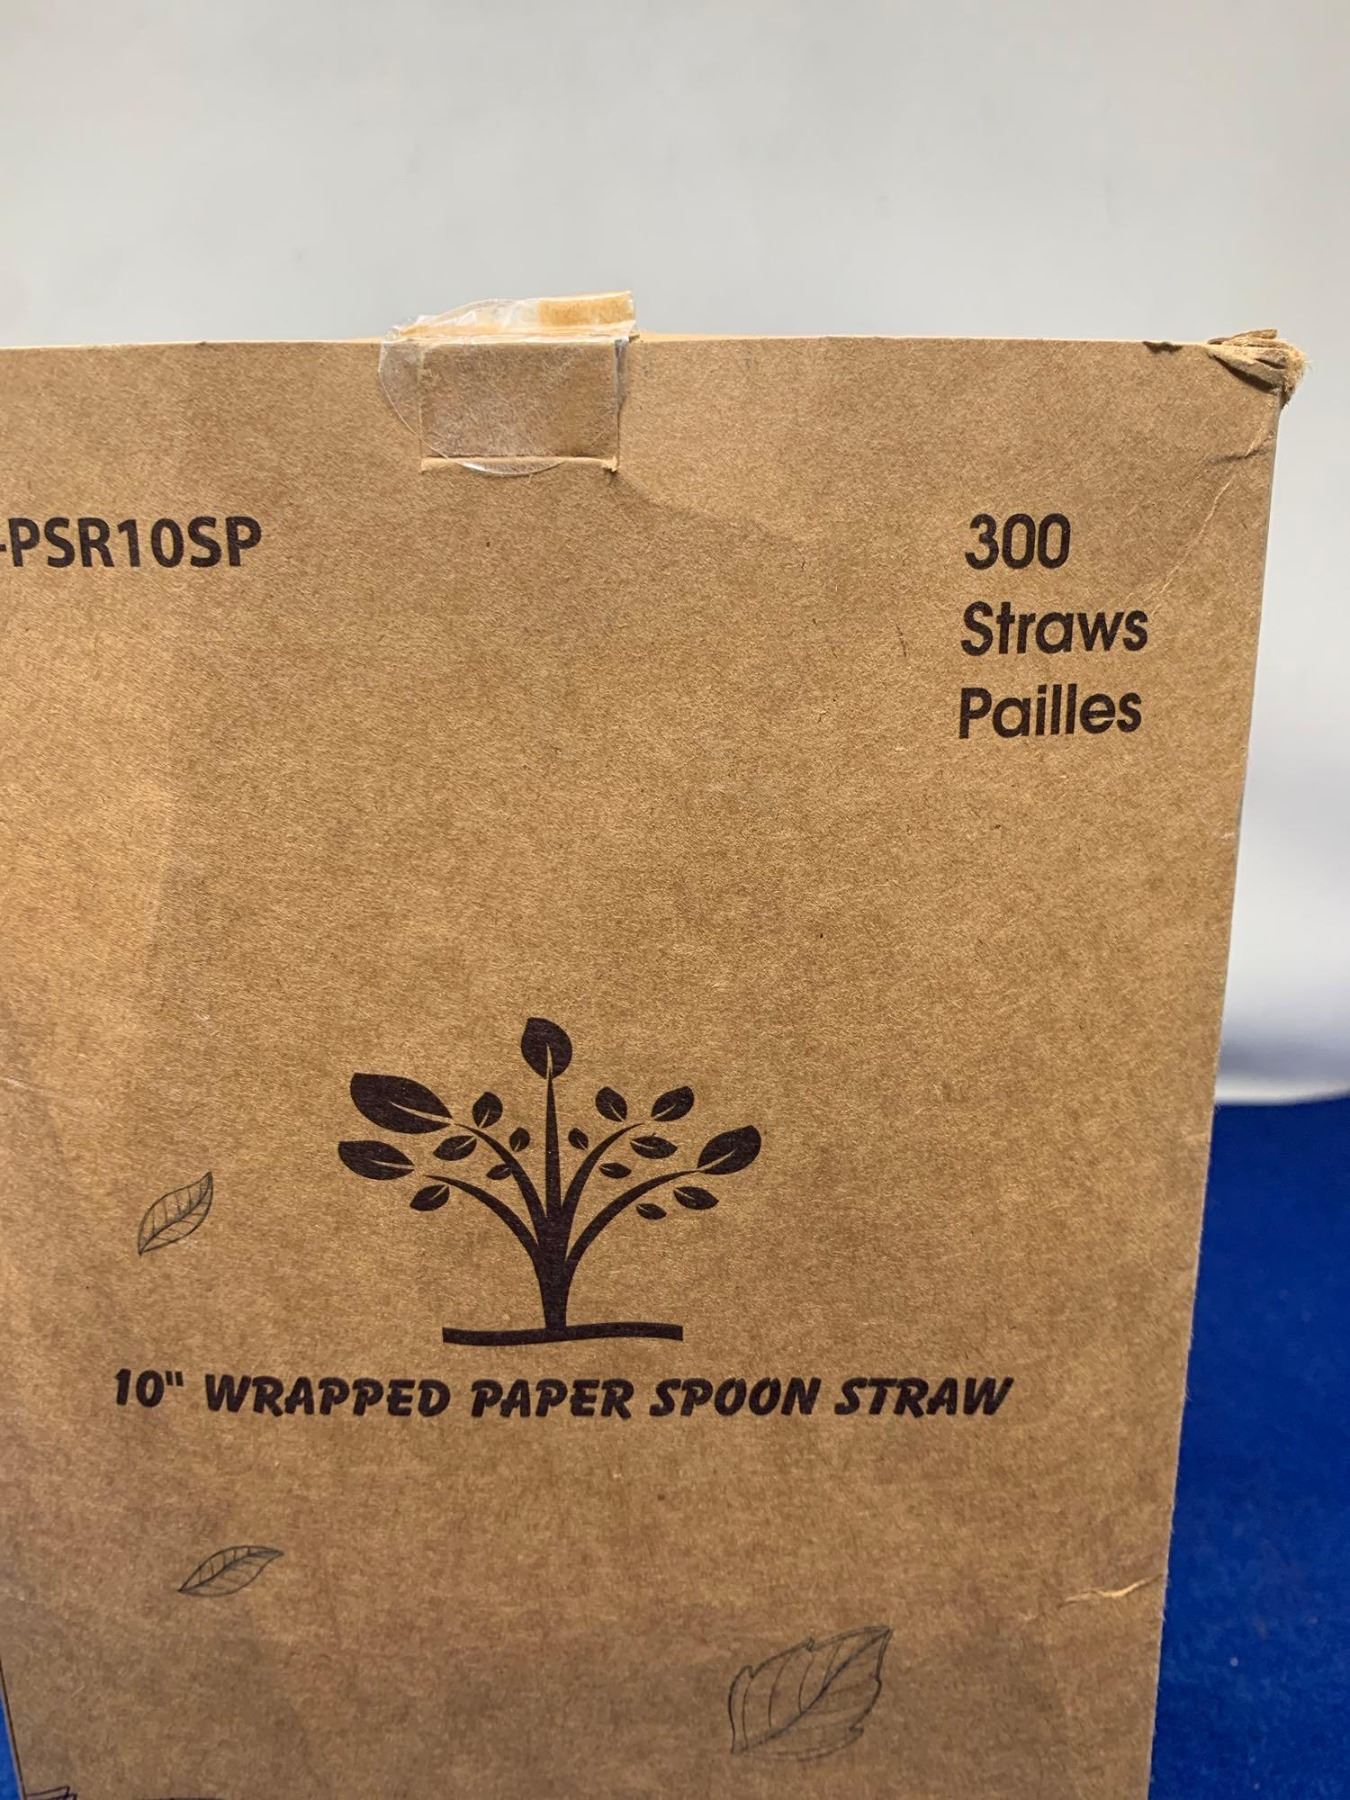 -PSR10SP
300
Straws
Pailles
10" WRAPPED PAPER SPOON STRAW